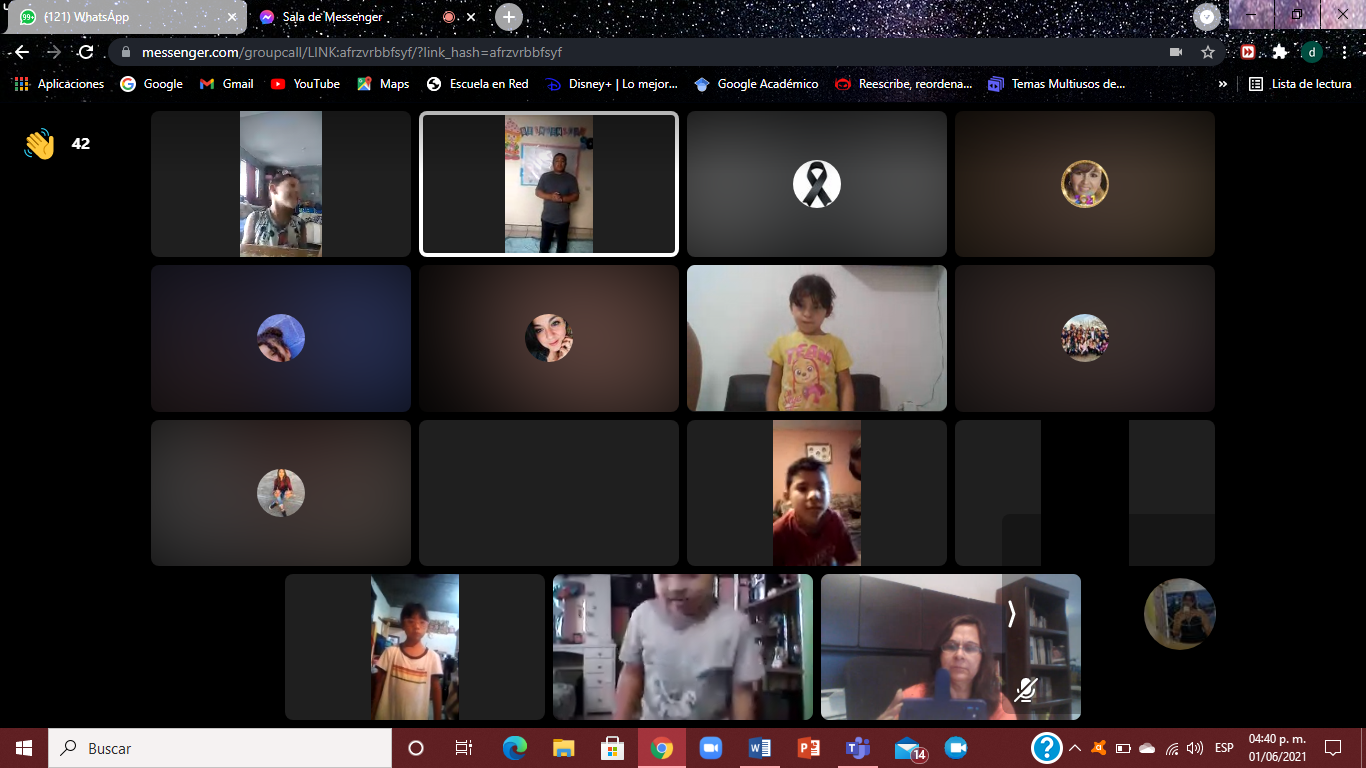 (121) WhatsApp
Sala de Messenger
messenger.com/groupcall/LINK:afrzvrbbfsyf/?link_hash=afrzvrbbfsyf
Aplicaciones
Google
Gmail
YouTube
Maps
Escuela en Red
Disney+ | Lo mejor...
Google Académico
Reescribe, reordena...
Temas Multiusos de...
»
Lista de lectura
42
Buscar
14
ESP
04:40 p. m.
01/06/2021